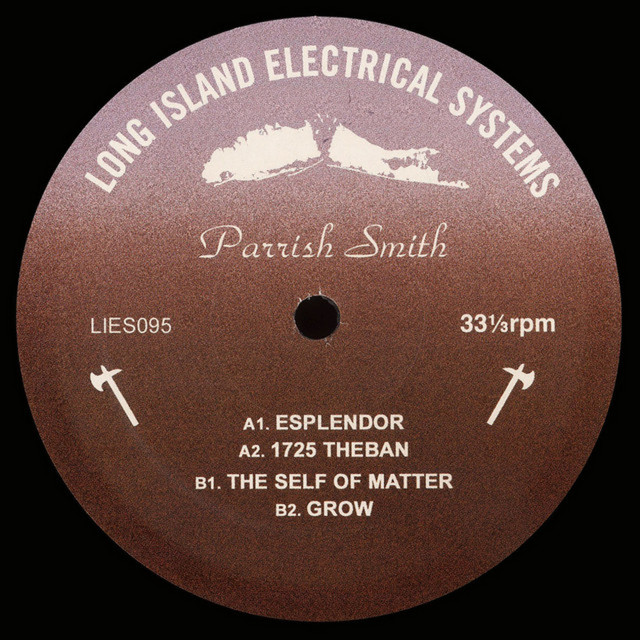 LONG ISLAND ELECTRICAL SYSTEMS
Parrish Smith
LIES095
33⅓rpm
A1. ESPLENDOR
A2. 1725 THEBAN
B1. THE SELF OF MATTER
B2. GROW